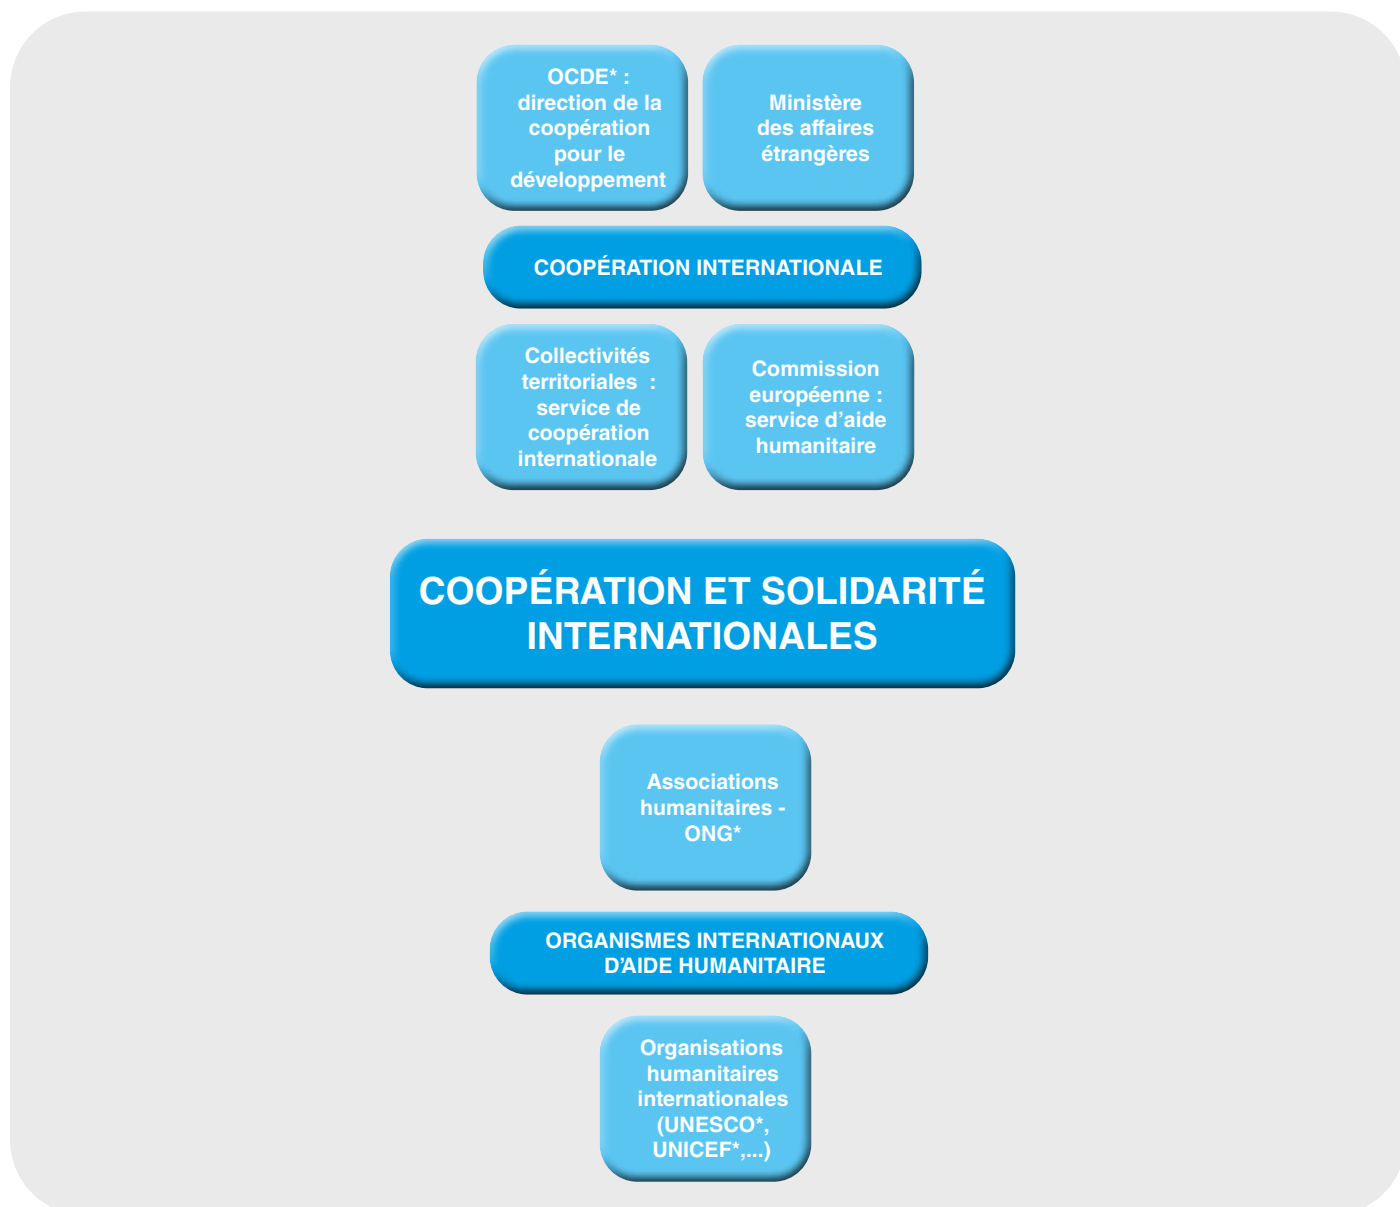 OCDE* :
direction de la
coopération
pour le
développement
Ministère
des affaires
étrangères
COOPÉRATION INTERNATIONALE
Collectivités
territoriales  :
service de
coopération
internationale
Commission
européenne :
service d’aide
humanitaire
COOPÉRATION ET SOLIDARITÉ
INTERNATIONALES
Associations
humanitaires -
ONG*
ORGANISMES INTERNATIONAUX
D’AIDE HUMANITAIRE
Organisations
humanitaires
internationales
(UNESCO*,
UNICEF*,...)